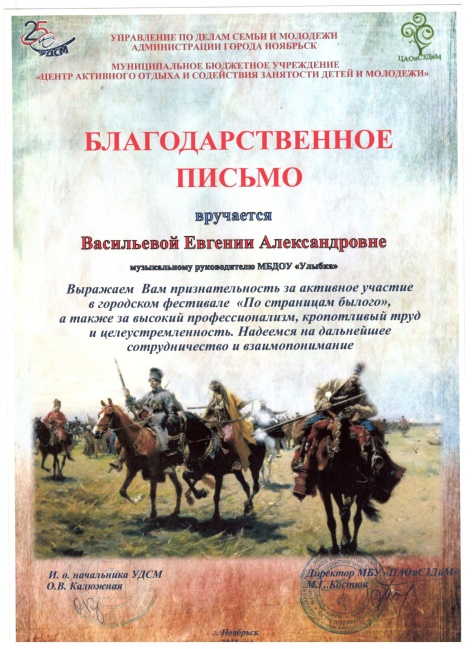 25
УДСМ
УПРАВЛЕНИЕ ПО ДЕЛАМ СЕМЬИ И МОЛОДЕЖИ
АДМИНИСТРАЦИИ ГОРОДА НОЯБРЬСК
ЦАОиСЗДиМ
МУНИЦИПАЛЬНОЕ БЮДЖЕТНОЕ УЧРЕЖДЕНИЕ
«ЦЕНТР АКТИВНОГО ОТДЫХА И СОДЕЙСТВИЯ ЗАНЯТОСТИ ДЕТЕЙ И МОЛОДЕЖИ»
БЛАГОДАРСТВЕННОЕ
ПИСЬМО
вручается
Васильевой Евгении Александровне
музыкальному руководителю МБДОУ «Улыбка»
Выражаем Вам признательность за активное участие
в городском фестивале «По страницам былого»,
а также за высокий профессионализм, кропотливый труд
и целеустремленность. Надеемся на дальнейшее
сотрудничество и взаимопонимание
И. о. начальника УДСМ
О.В. Калюжная
Директор МБУ «ЦАОиСЗДиМ»
М.Г. Костюк
г. Ноябрьск